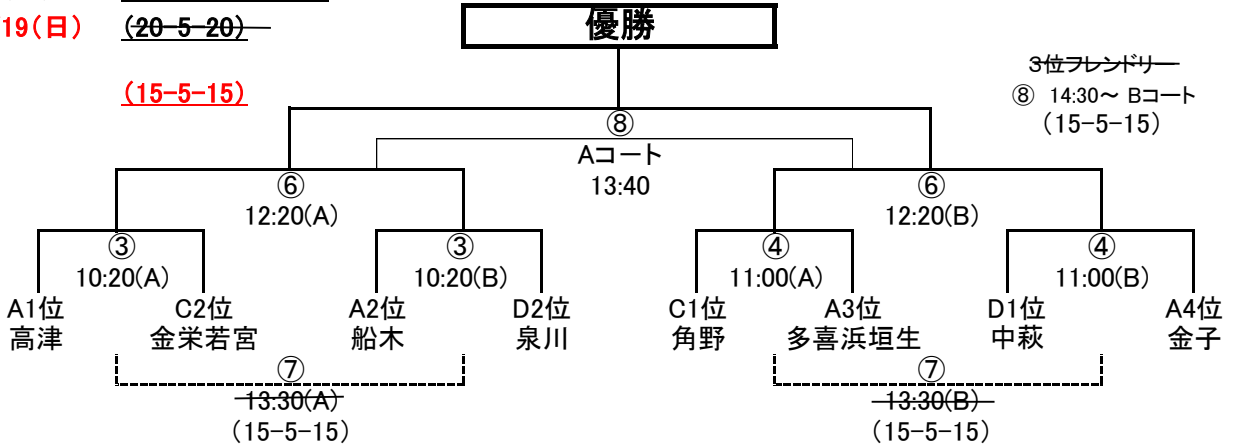 19(日) (20-5-20)
優勝
3位フレンドリー
(15-5-15)
⑧ 14:30～ Bコート
(15-5-15)
⑧
Aコート
13:40
⑥ ⑥
12:20(A) 12:20(B)
③ ③ ④ ④
10:20(A) 10:20(B) 11:00(A) 11:00(B)
A1位 C2位 A2位 D2位 C1位 A3位 D1位 A4位
高津 金栄若宮 船木 泉川 角野 多喜浜垣生 中萩 金子
⑦ ⑦
13:30(A) 13:30(B)
(15-5-15) (15-5-15)